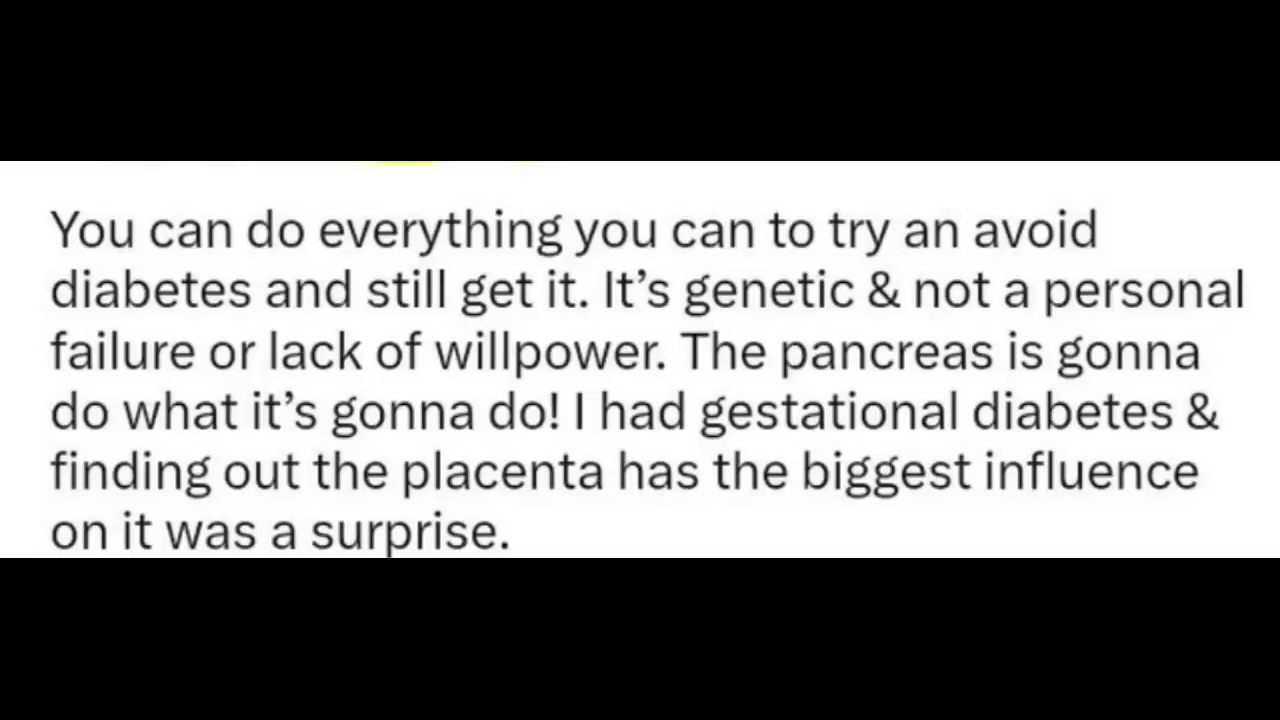 You can do everything you can to try an avoid
diabetes and still get it. It’s genetic & not a personal
failure or lack of willpower. The pancreas is gonna
do what it’s gonna do! I had gestational diabetes &
finding out the placenta has the biggest influence
on it was a surprise.